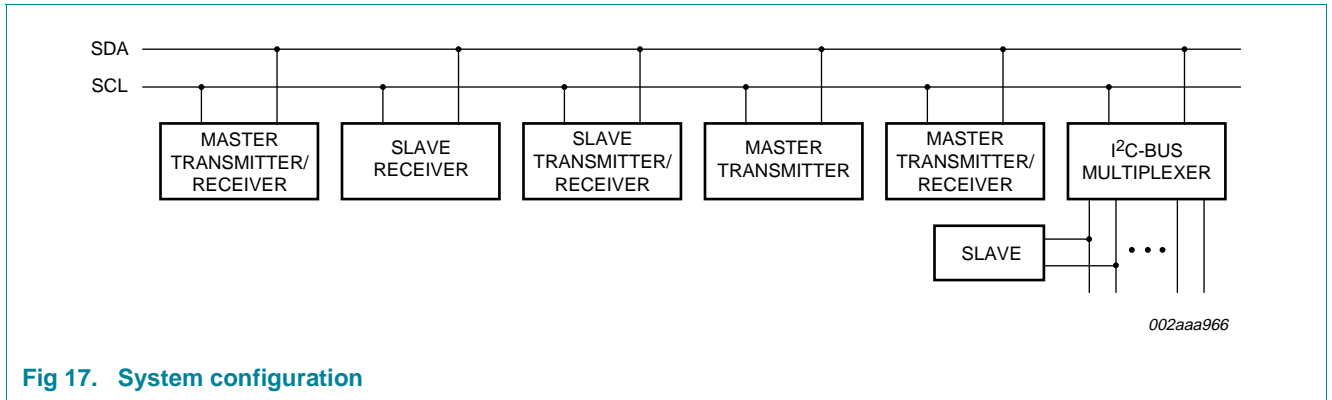 SDA
SCL
MASTER
TRANSMITTER/
RECEIVER
SLAVE
RECEIVER
SLAVE
TRANSMITTER/
RECEIVER
MASTER
TRANSMITTER
MASTER
TRANSMITTER/
RECEIVER
I²C-BUS
MULTIPLEXER
SLAVE
002aaa966
Fig 17. System configuration